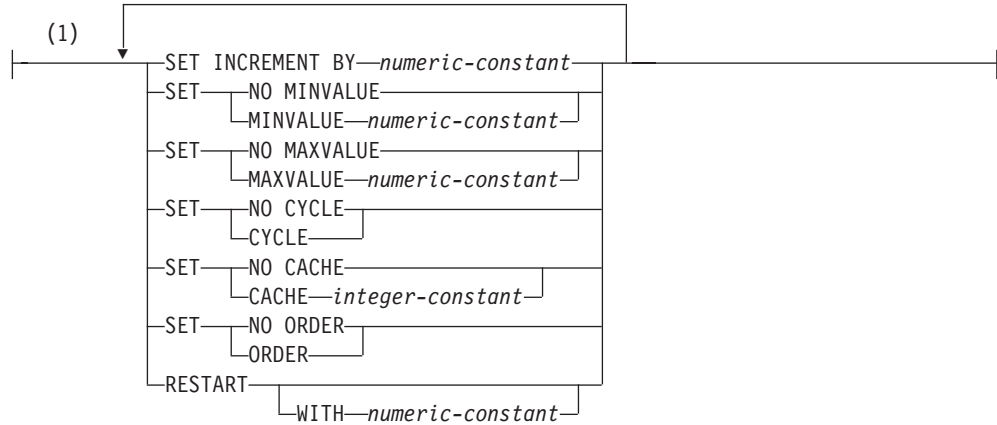 (1)
SET INCREMENT BY numeric-constant
SET NO MINVALUE
MINVALUE numeric-constant
SET NO MAXVALUE
MAXVALUE numeric-constant
SET NO CYCLE
CYCLE
SET NO CACHE
CACHE integer-constant
SET NO ORDER
ORDER
RESTART
WITH numeric-constant